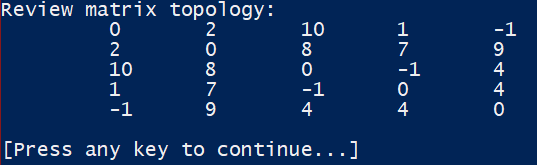 Review matrix topology:
0 2 10 1 -1
2 0 8 7 9
10 8 0 -1 4
1 7 -1 0 4
-1 9 4 4 0
[Press any key to continue...]